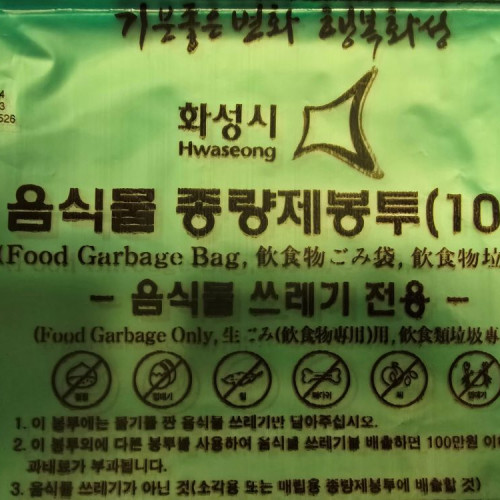 기분좋은 변화 행복화성
화성시
Hwaseong
음식물 종량제봉투(10
(Food Garbage Bag, 飲食物ごみ袋, 飲食物垃
- 음식물 쓰레기 전용 -
(Food Garbage Only, 生ごみ(飲食物專用)用, 飲食類垃圾專
1. 이 봉투에는 물기를 짠 음식물 쓰레기만 담아주십시오.
2. 이 봉투외에 다른 봉투를 사용하여 음식물 쓰레기를 배출하면 100만원 이
과태료가 부과됩니다.
3. 음식물 쓰레기가 아닌 것(소각용 또는 매립용 종량제봉투에 배출할 것)